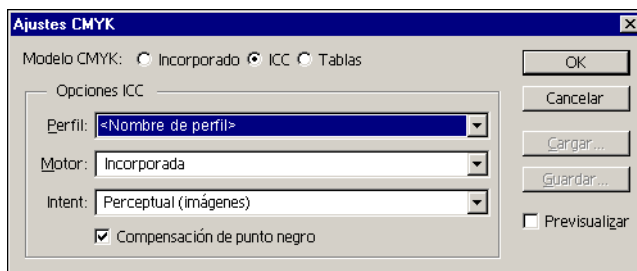 Ajustes CMYK
Modelo CMYK: Incorporado ICC Tablas
OK
Opciones ICC
Cancelar
Perfil: <Nombre de perfil>
Cargar...
Motor: Incorporada
Guardar...
Intent: Perceptual (imágenes)
Previsualizar
Compensación de punto negro